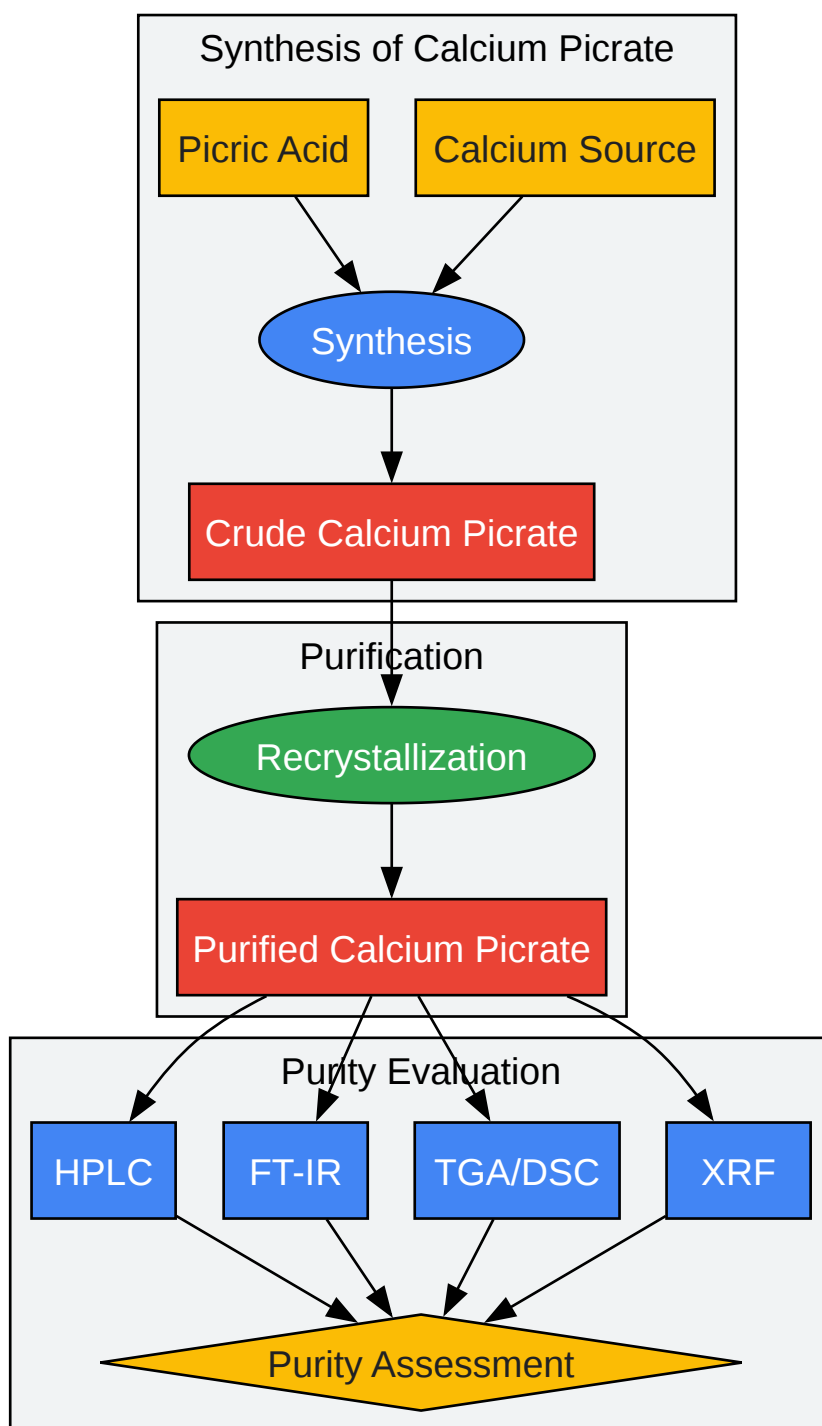 Synthesis of Calcium Picrate
Picric Acid
Calcium Source
Synthesis
Crude Calcium Picrate
Purification
Recrystallization
Purified Calcium Picrate
Purity Evaluation
HPLC
FT-IR
TGA/DSC
XRF
Purity Assessment